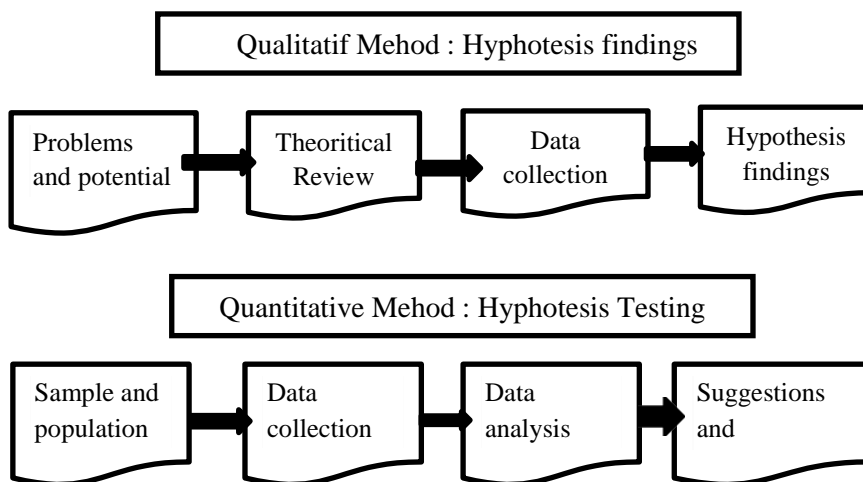 Qualitatif Mehod : Hyphotesis findings
Problems
and potential
Theoritical
Review
Data
collection
Hypothesis
findings
Quantitative Mehod : Hyphotesis Testing
Sample and
population
Data
collection
Data
analysis
Suggestions
and